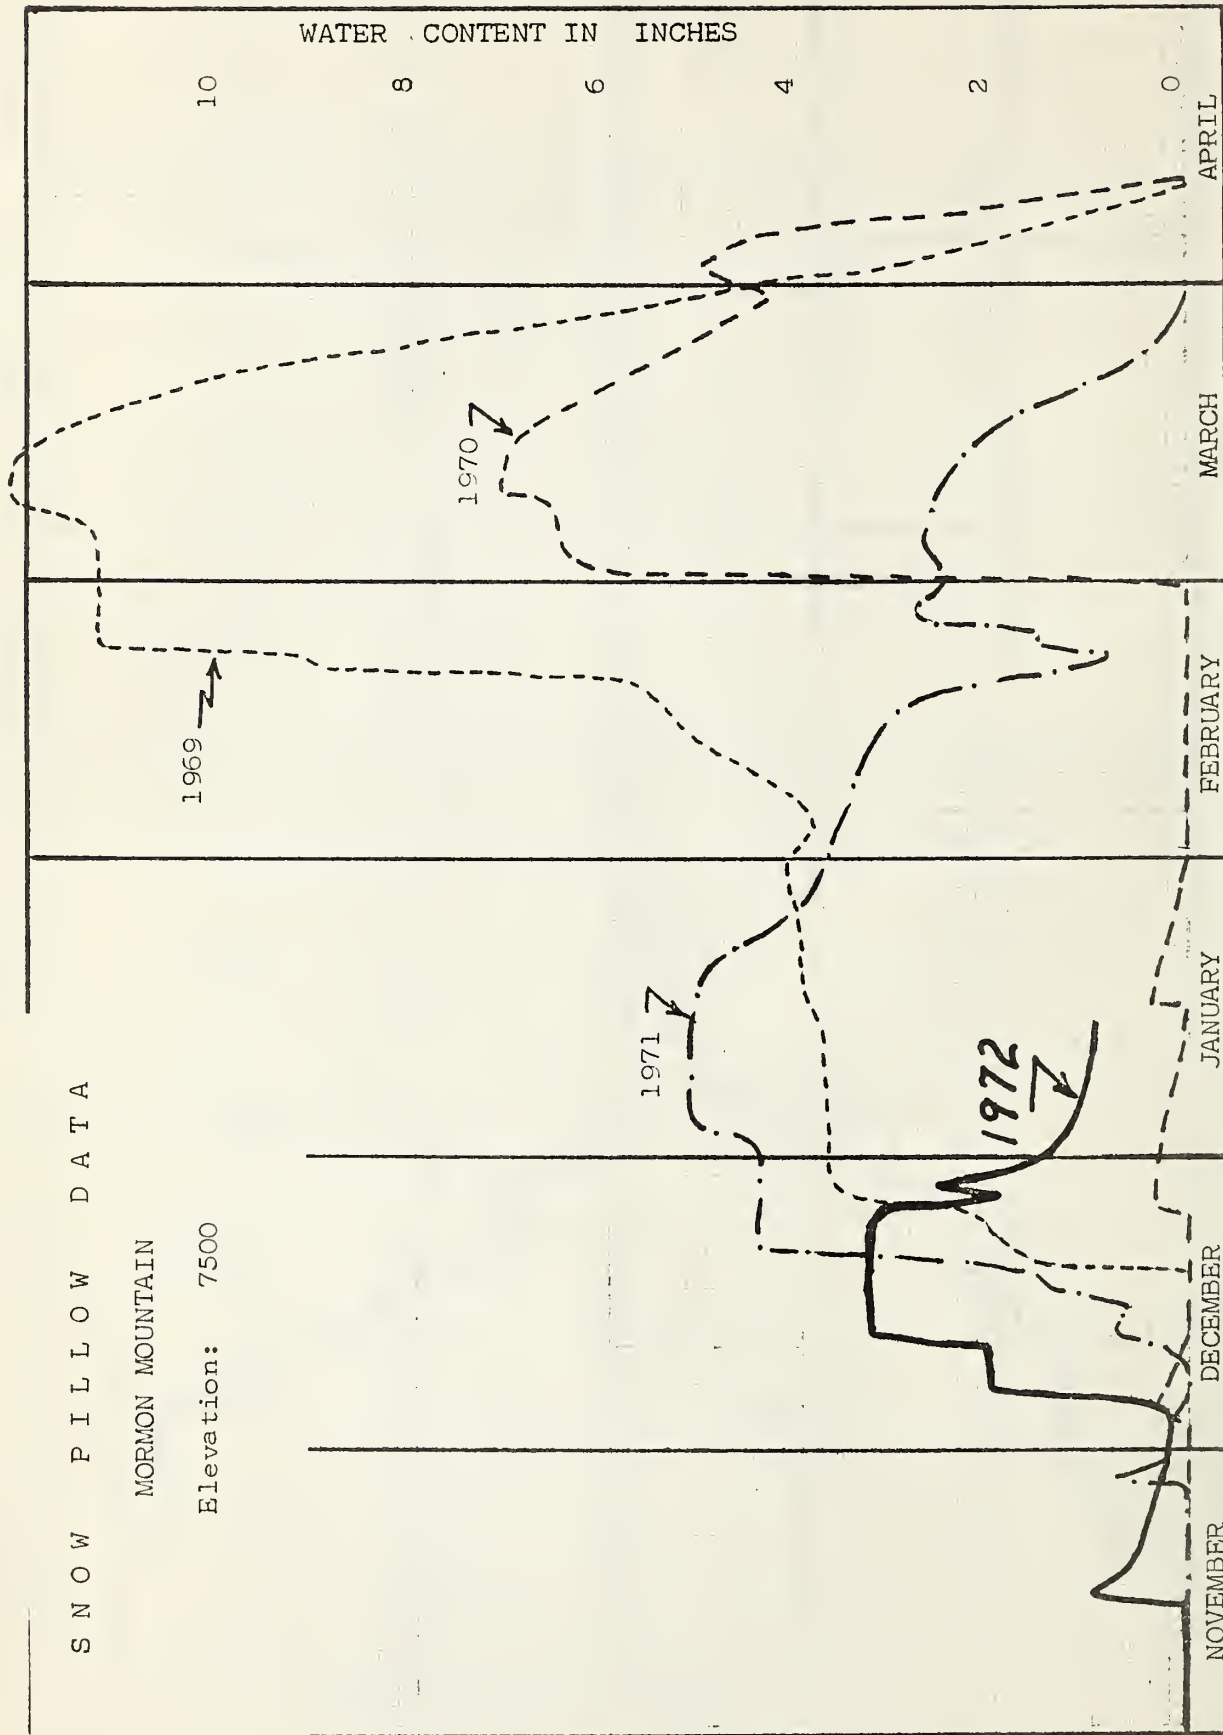 SNOW PILLOW DATA
MORMON MOUNTAIN
Elevation: 7500
WATER CONTENT IN INCHES
10
8
6
4
2
0
1969
1970
1971
1972
NOVEMBER
DECEMBER
JANUARY
FEBRUARY
MARCH
APRIL